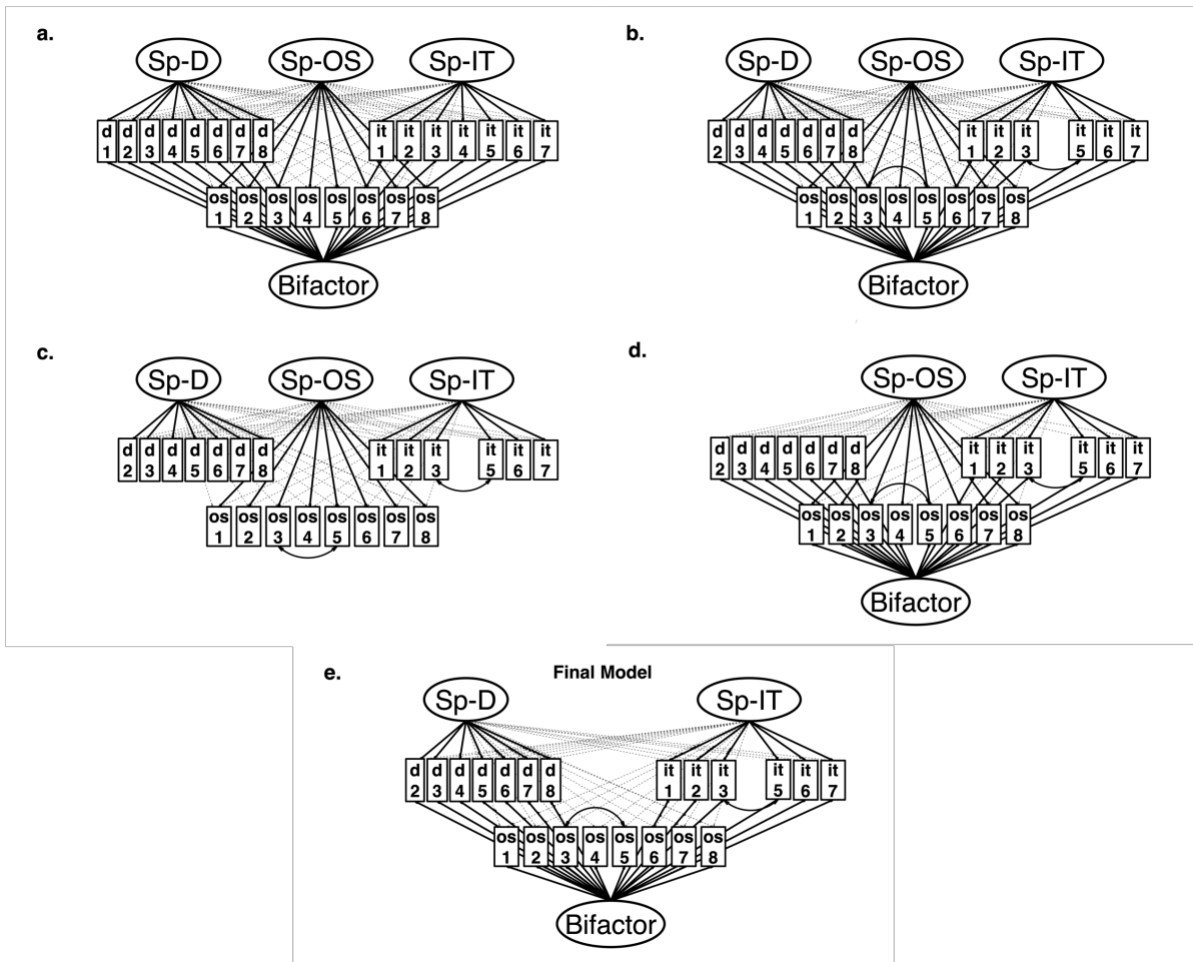 a.
Sp-D Sp-OS Sp-IT
d d d d d d d d it it it it it it it
1 2 3 4 5 6 7 8 1 2 3 4 5 6 7
os os os os os os os os
1 2 3 4 5 6 7 8
Bifactor
b.
Sp-D Sp-OS Sp-IT
d d d d d d d it it it it it it
2 3 4 5 6 7 8 1 2 3 5 6 7
os os os os os os os os
1 2 3 4 5 6 7 8
Bifactor
c.
Sp-D Sp-OS Sp-IT
d d d d d d d it it it it it it
2 3 4 5 6 7 8 1 2 3 5 6 7
os os os os os os os os
1 2 3 4 5 6 7 8
d.
Sp-OS Sp-IT
d d d d d d d it it it it it it
2 3 4 5 6 7 8 1 2 3 5 6 7
os os os os os os os os
1 2 3 4 5 6 7 8
Bifactor
e. Final Model
Sp-D Sp-IT
d d d d d d d it it it it it it
2 3 4 5 6 7 8 1 2 3 5 6 7
os os os os os os os os
1 2 3 4 5 6 7 8
Bifactor